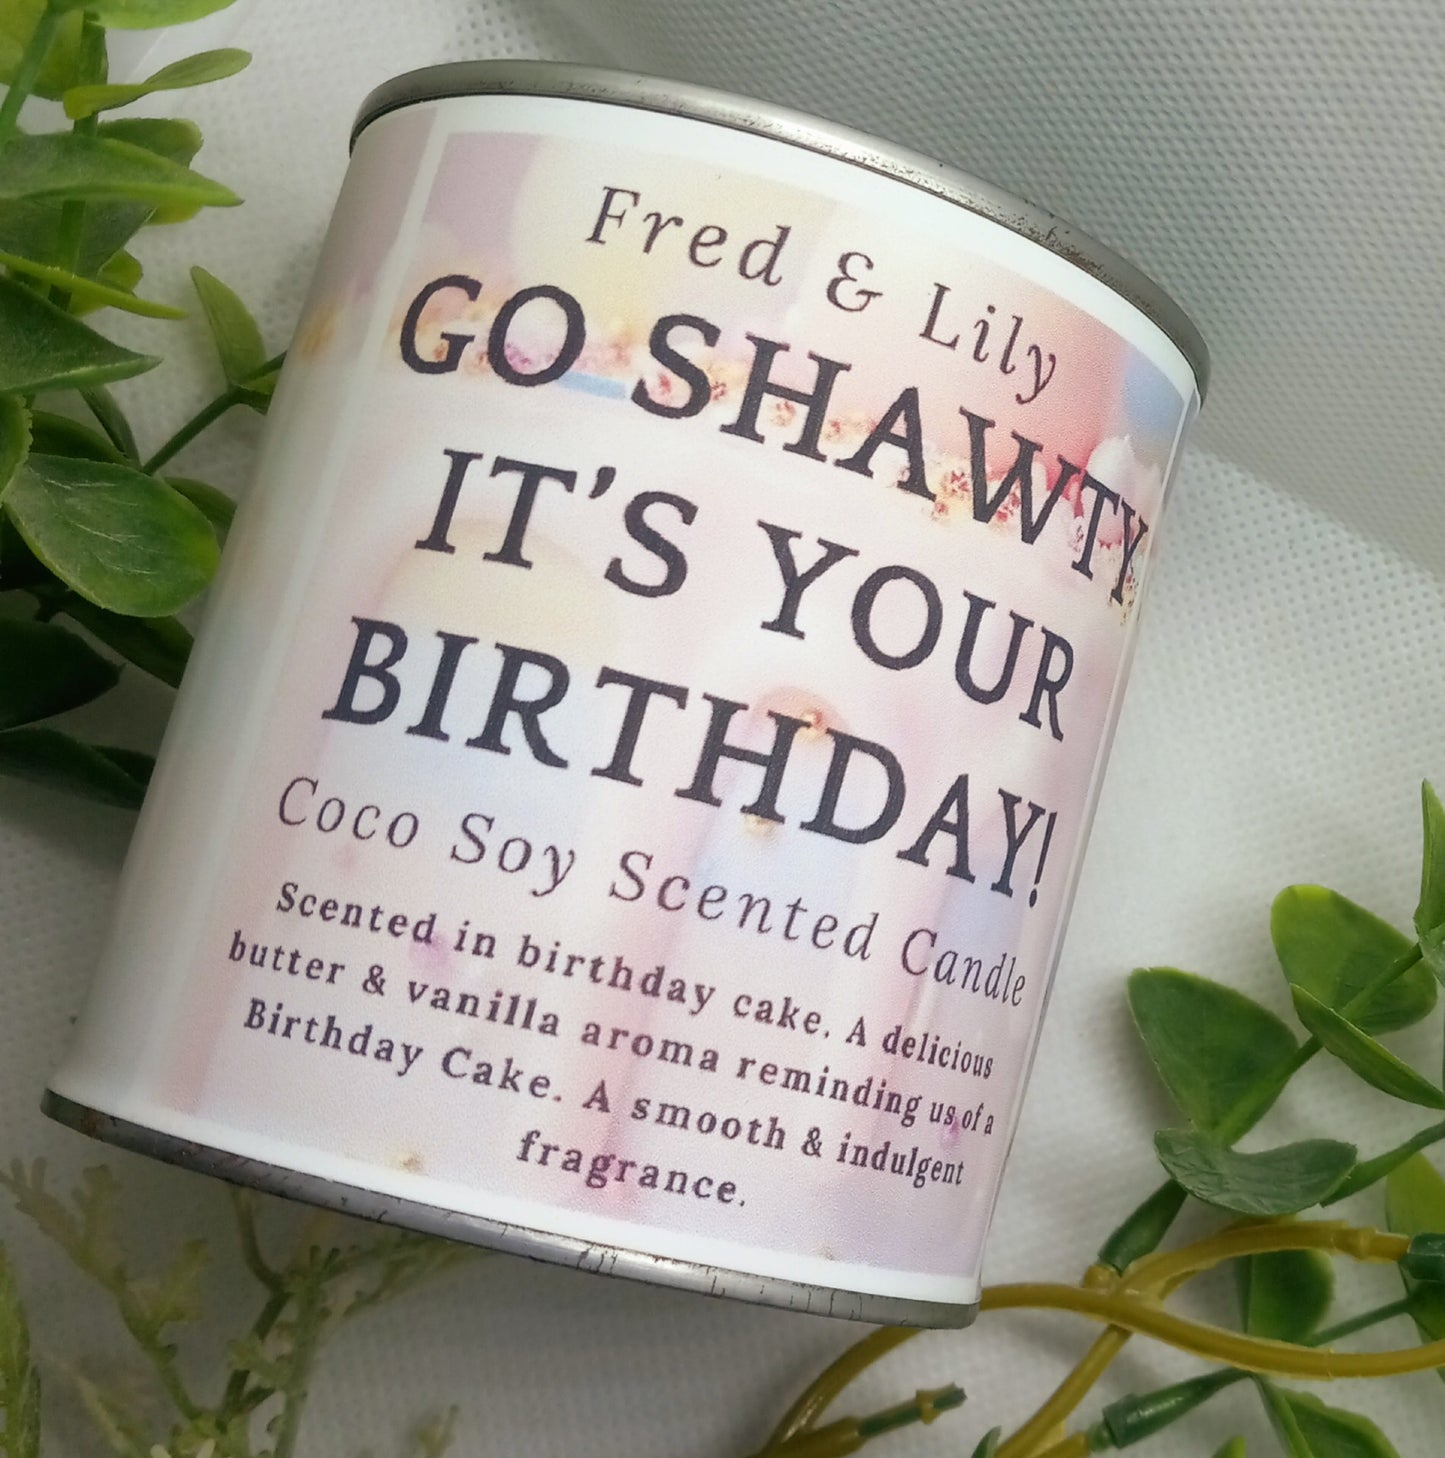 Fred & Lily
GO SHAWTY
IT'S YOUR
BIRTHDAY!
Coco Soy Scented Candle
Scented in birthday cake. A delicious
butter & vanilla aroma reminding us of a
Birthday Cake. A smooth & indulgent
fragrance.